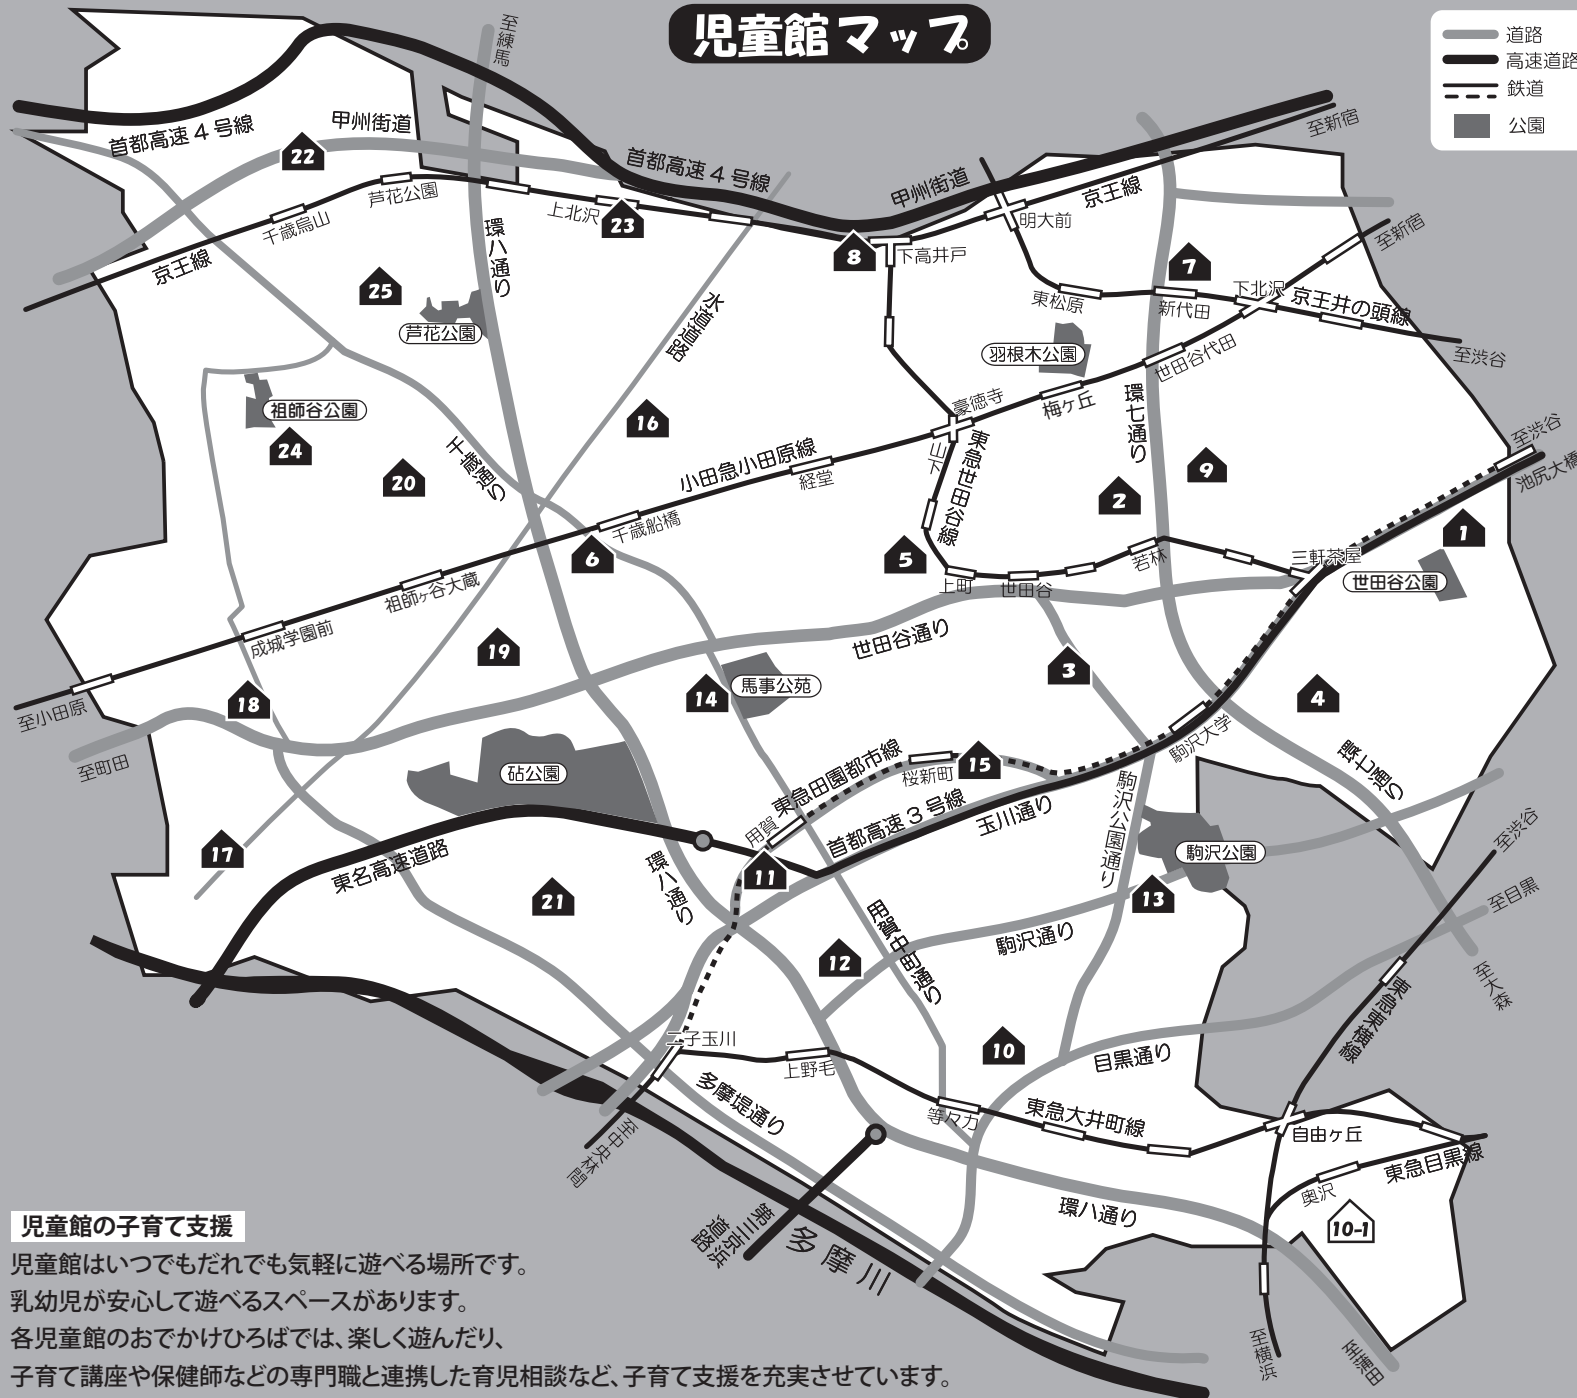 児童館マップ
道路
高速道路
鉄道
公園
至練馬
首都高速4号線
甲州街道
22
首都高速4号線
甲州街道
至新宿
芦花公園
千歳烏山
京王線
上北沢
23
環八通り
8
下高井戸
明大前
京王線
至新宿
7
25
芦花公園
水道道路
東松原
新代田
下北沢
京王井の頭線
至渋谷
羽根木公園
世田谷代田
梅ヶ丘
豪徳寺
環七通り
祖師谷公園
24
20
千歳通り
16
小田急小田原線
経堂
山下
東急世田谷線
9
2
至渋谷
池尻大橋
1
千歳船橋
6
5
上町
世田谷
若林
三軒茶屋
世田谷公園
祖師ヶ谷大蔵
成城学園前
19
世田谷通り
3
4
18
14
馬事公苑
至小田原
至町田
駒沢大学
環七通り
砧公園
東急田園都市線
桜新町
15
用賀
首都高速3号線
玉川通り
駒沢公園通り
駒沢公園
17
東名高速道路
11
環八通り
21
13
至渋谷
至目黒
用賀中町通り
駒沢通り
12
至大森
東急東横線
10
目黒通り
二子玉川
上野毛
多摩堤通り
等々力
東急大井町線
自由ヶ丘
東急目黒線
奥沢
10-1
至中央林間
環八通り
第三京浜道路
多摩川
至横浜
至蒲田
児童館の子育て支援
児童館はいつでもだれでも気軽に遊べる場所です。
乳幼児が安心して遊べるスペースがあります。
各児童館のおでかけひろばでは、楽しく遊んだり、
子育て講座や保健師などの専門職と連携した育児相談など、子育て支援を充実させています。